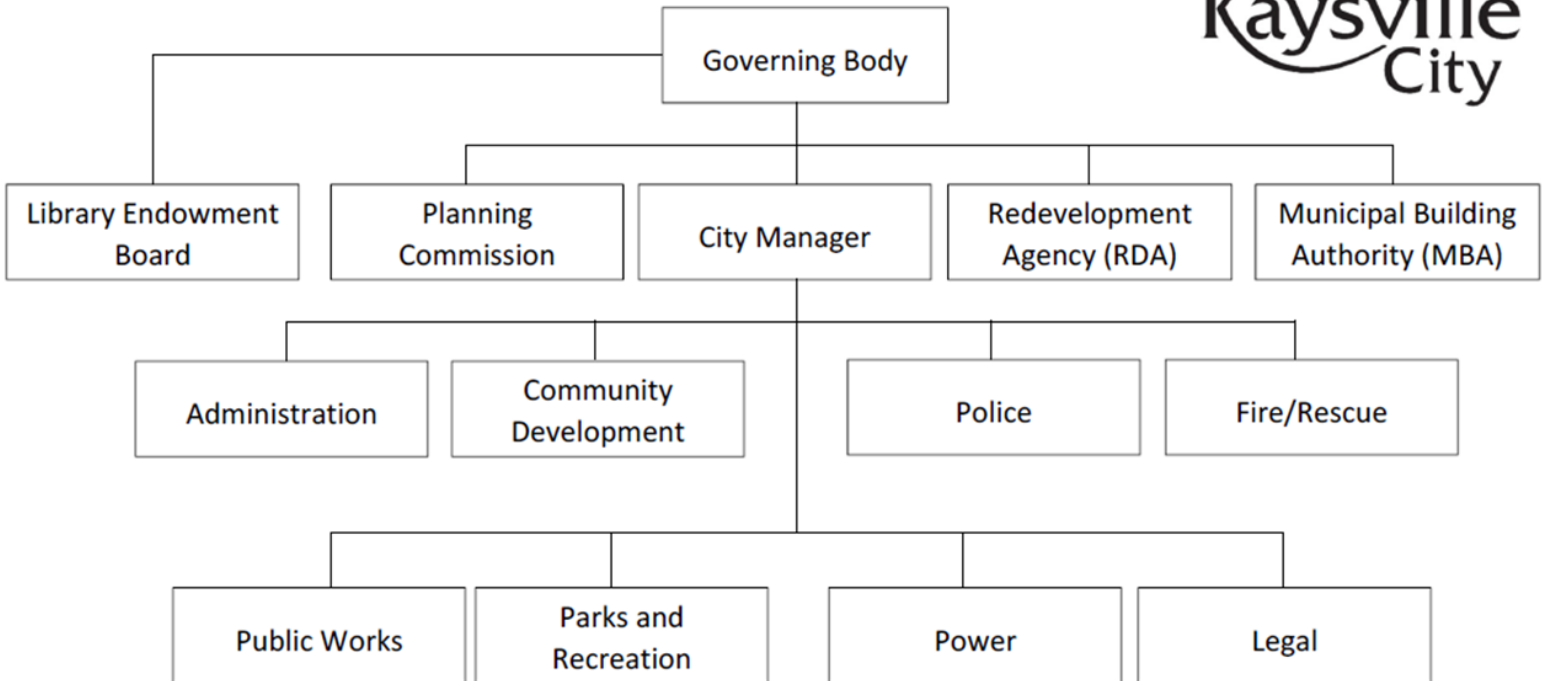 Kaysville
City
Governing Body
Library Endowment
Board
Planning
Commission
City Manager
Redevelopment
Agency (RDA)
Municipal Building
Authority (MBA)
Administration
Community
Development
Police
Fire/Rescue
Public Works
Parks and
Recreation
Power
Legal